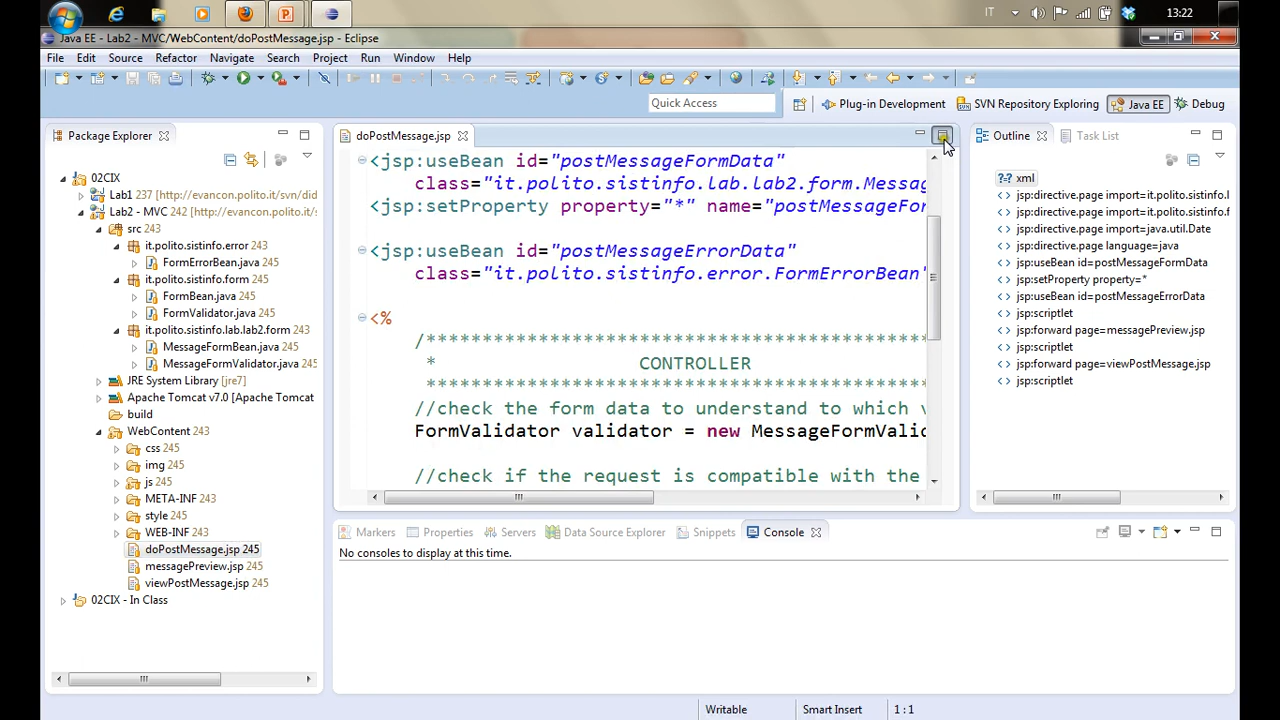 IT
13:22
Java EE - Lab2 - MVC/WebContent/doPostMessage.jsp - Eclipse
File Edit Source Refactor Navigate Search Project Run Window Help
Quick Access
Plug-in Development
SVN Repository Exploring
Java EE
Debug
Package Explorer
02CIX
Lab1 237 [http://evancon.polito.it/svn/did
Lab2 - MVC 242 [http://evancon.polito.it/s
src 243
it.polito.sistinfo.error 243
FormErrorBean.java 245
it.polito.sistinfo.form 243
FormBean.java 245
FormValidator.java 245
it.polito.sistinfo.lab.lab2.form 243
MessageFormBean.java 245
MessageFormValidator.java 245
JRE System Library [jre7]
Apache Tomcat v7.0 [Apache Tomcat
build
WebContent 243
css 245
img 245
js 245
META-INF 243
style 245
WEB-INF 243
doPostMessage.jsp 245
messagePreview.jsp 245
viewPostMessage.jsp 245
02CIX - In Class
doPostMessage.jsp
<jsp:useBean id="postMessageFormData"
class="it.polito.sistinfo.lab.lab2.form.Messag
<jsp:setProperty property="*" name="postMessageFor
<jsp:useBean id="postMessageErrorData"
class="it.polito.sistinfo.error.FormErrorBean"
<%
/*********************************************
* CONTROLLER
*********************************************
//check the form data to understand to which v
FormValidator validator = new MessageFormValid
//check if the request is compatible with the
Outline
Task List
xml
jsp:directive.page import=it.polito.sistinfo.l
jsp:directive.page import=it.polito.sistinfo.f
jsp:directive.page import=java.util.Date
jsp:directive.page language=java
jsp:useBean id=postMessageFormData
jsp:setProperty property=*
jsp:useBean id=postMessageErrorData
jsp:scriptlet
jsp:forward page=messagePreview.jsp
jsp:scriptlet
jsp:forward page=viewPostMessage.jsp
jsp:scriptlet
Markers
Properties
Servers
Data Source Explorer
Snippets
Console
No consoles to display at this time.
Writable
Smart Insert
1 : 1